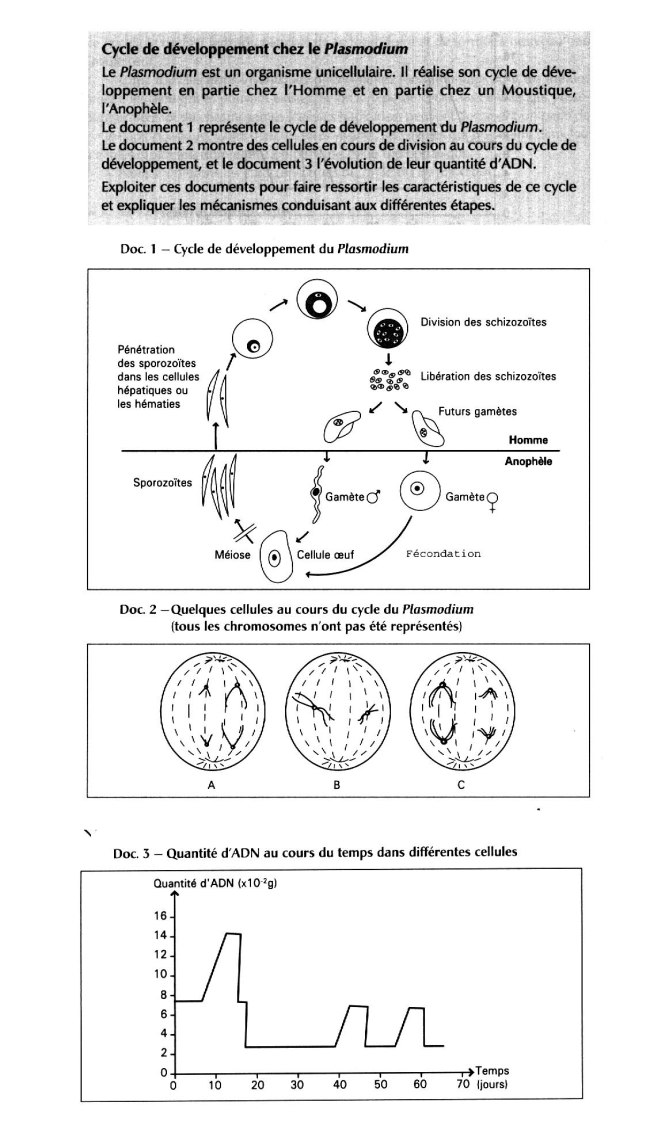 Cycle de développement chez le Plasmodium
Le Plasmodium est un organisme unicellulaire. Il réalise son cycle de déve-
loppement en partie chez l'Homme et en partie chez un Moustique,
l'Anophèle.
Le document 1 représente le cycle de développement du Plasmodium.
Le document 2 montre des cellules en cours de division au cours du cycle de
développement, et le document 3 l'évolution de leur quantité d'ADN.
Exploiter ces documents pour faire ressortir les caractéristiques de ce cycle
et expliquer les mécanismes conduisant aux différentes étapes.
Doc. 1 – Cycle de développement du Plasmodium
Division des schizozoïtes
Pénétration
des sporozoïtes
dans les cellules
hépatiques ou
les hématies
Libération des schizozoïtes
Futurs gamètes
Homme
Anophèle
Sporozoïtes
Gamète ♂
Gamète ♀
Méiose
Cellule œuf
Fécondation
Doc. 2 – Quelques cellules au cours du cycle du Plasmodium
(tous les chromosomes n'ont pas été représentés)
A B C
Doc. 3 – Quantité d'ADN au cours du temps dans différentes cellules
Quantité d'ADN (x10⁻²g)
16
14
12
10
8
6
4
2
0
0 10 20 30 40 50 60 70
Temps
(jours)